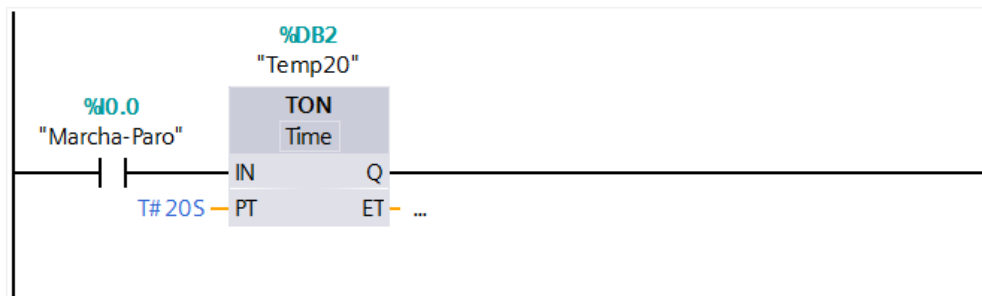 %DB2
"Temp20"
%I0.0
"Marcha-Paro"
TON
Time
IN
Q
T#20S
PT
ET
...